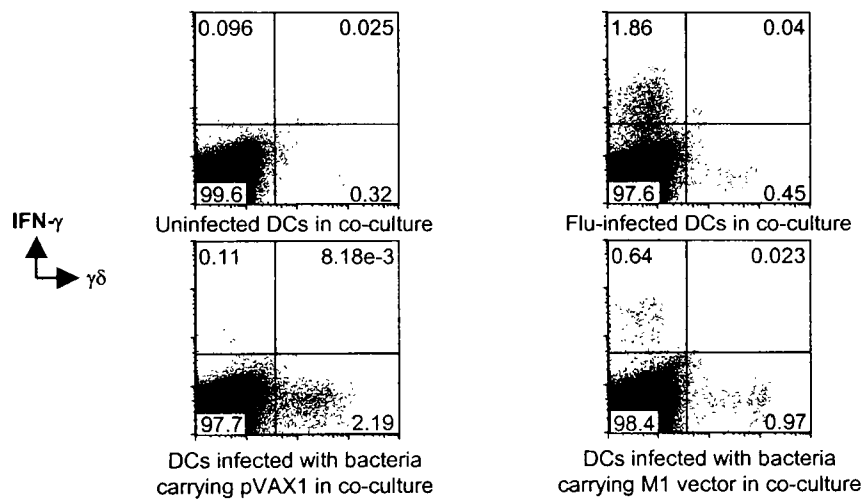 0.096 0.025
1.86 0.04
99.6 0.32
97.6 0.45
Uninfected DCs in co-culture
Flu-infected DCs in co-culture
IFN-γ
γδ
0.11 8.18e-3
0.64 0.023
97.7 2.19
98.4 0.97
DCs infected with bacteria
carrying pVAX1 in co-culture
DCs infected with bacteria
carrying M1 vector in co-culture